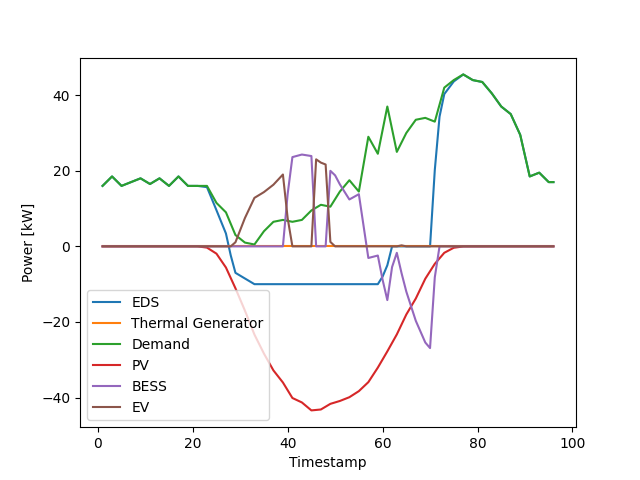 40
20
0
−20
−40
Power [kW]
EDS
Thermal Generator
Demand
PV
BESS
EV
0 20 40 60 80 100
Timestamp